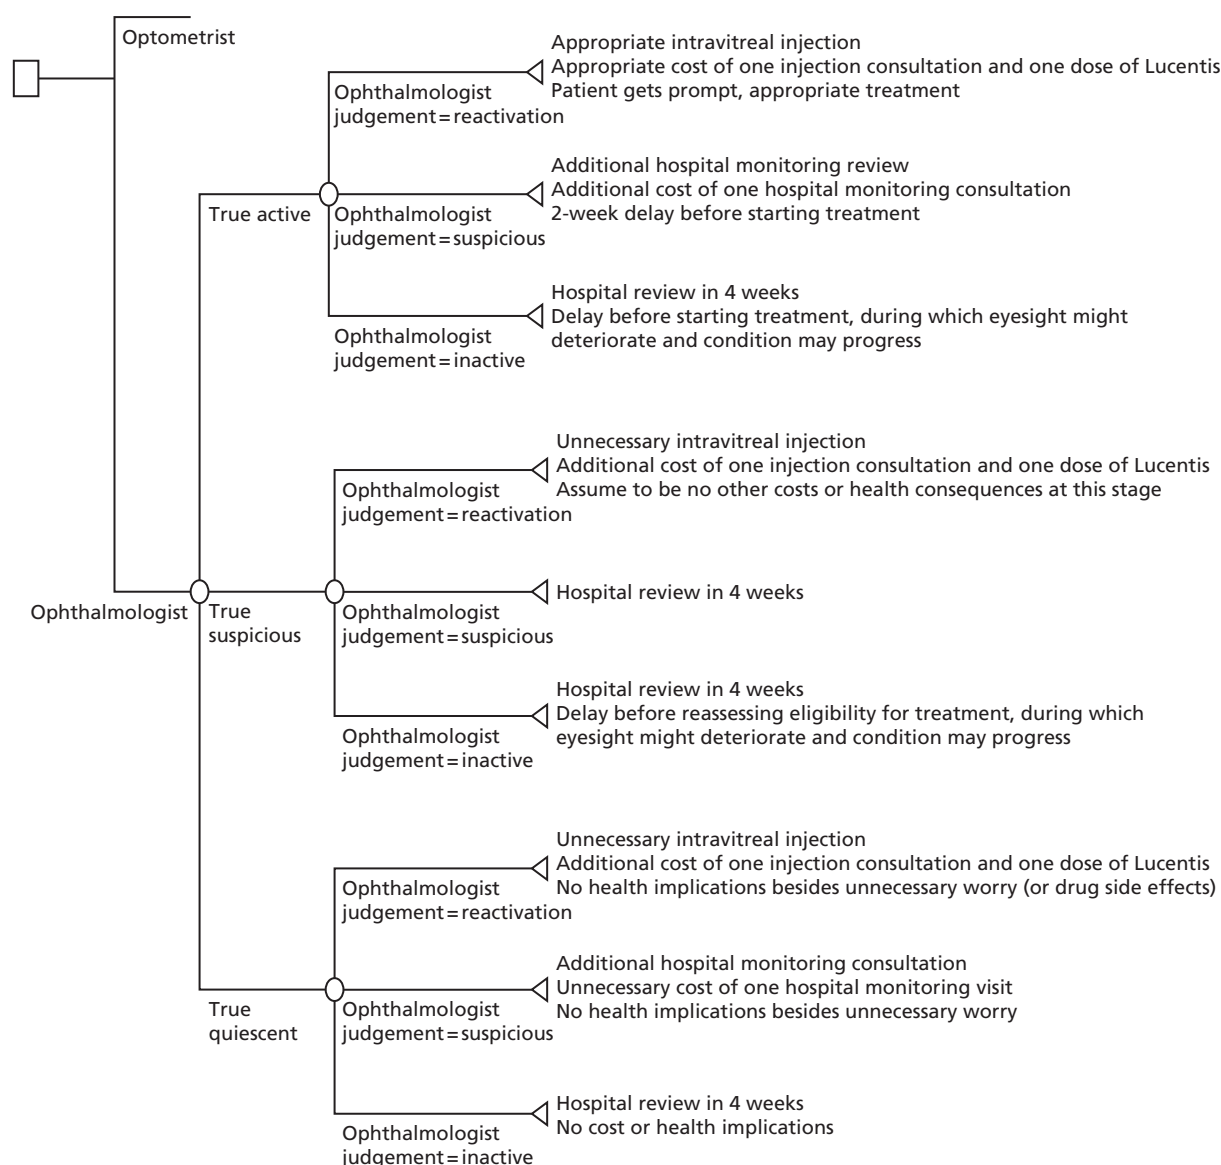 Optometrist
Appropriate intravitreal injection
Appropriate cost of one injection consultation and one dose of Lucentis
Patient gets prompt, appropriate treatment
Ophthalmologist
judgement=reactivation
Additional hospital monitoring review
Additional cost of one hospital monitoring consultation
2-week delay before starting treatment
True active
Ophthalmologist
judgement=suspicious
Hospital review in 4 weeks
Delay before starting treatment, during which eyesight might
deteriorate and condition may progress
Ophthalmologist
judgement=inactive
Unnecessary intravitreal injection
Additional cost of one injection consultation and one dose of Lucentis
Assume to be no other costs or health consequences at this stage
Ophthalmologist
judgement=reactivation
Hospital review in 4 weeks
Ophthalmologist
True
suspicious
Ophthalmologist
judgement=suspicious
Hospital review in 4 weeks
Delay before reassessing eligibility for treatment, during which
eyesight might deteriorate and condition may progress
Ophthalmologist
judgement=inactive
Unnecessary intravitreal injection
Additional cost of one injection consultation and one dose of Lucentis
No health implications besides unnecessary worry (or drug side effects)
Ophthalmologist
judgement=reactivation
Additional hospital monitoring consultation
Unnecessary cost of one hospital monitoring visit
No health implications besides unnecessary worry
True
quiescent
Ophthalmologist
judgement=suspicious
Hospital review in 4 weeks
No cost or health implications
Ophthalmologist
judgement=inactive